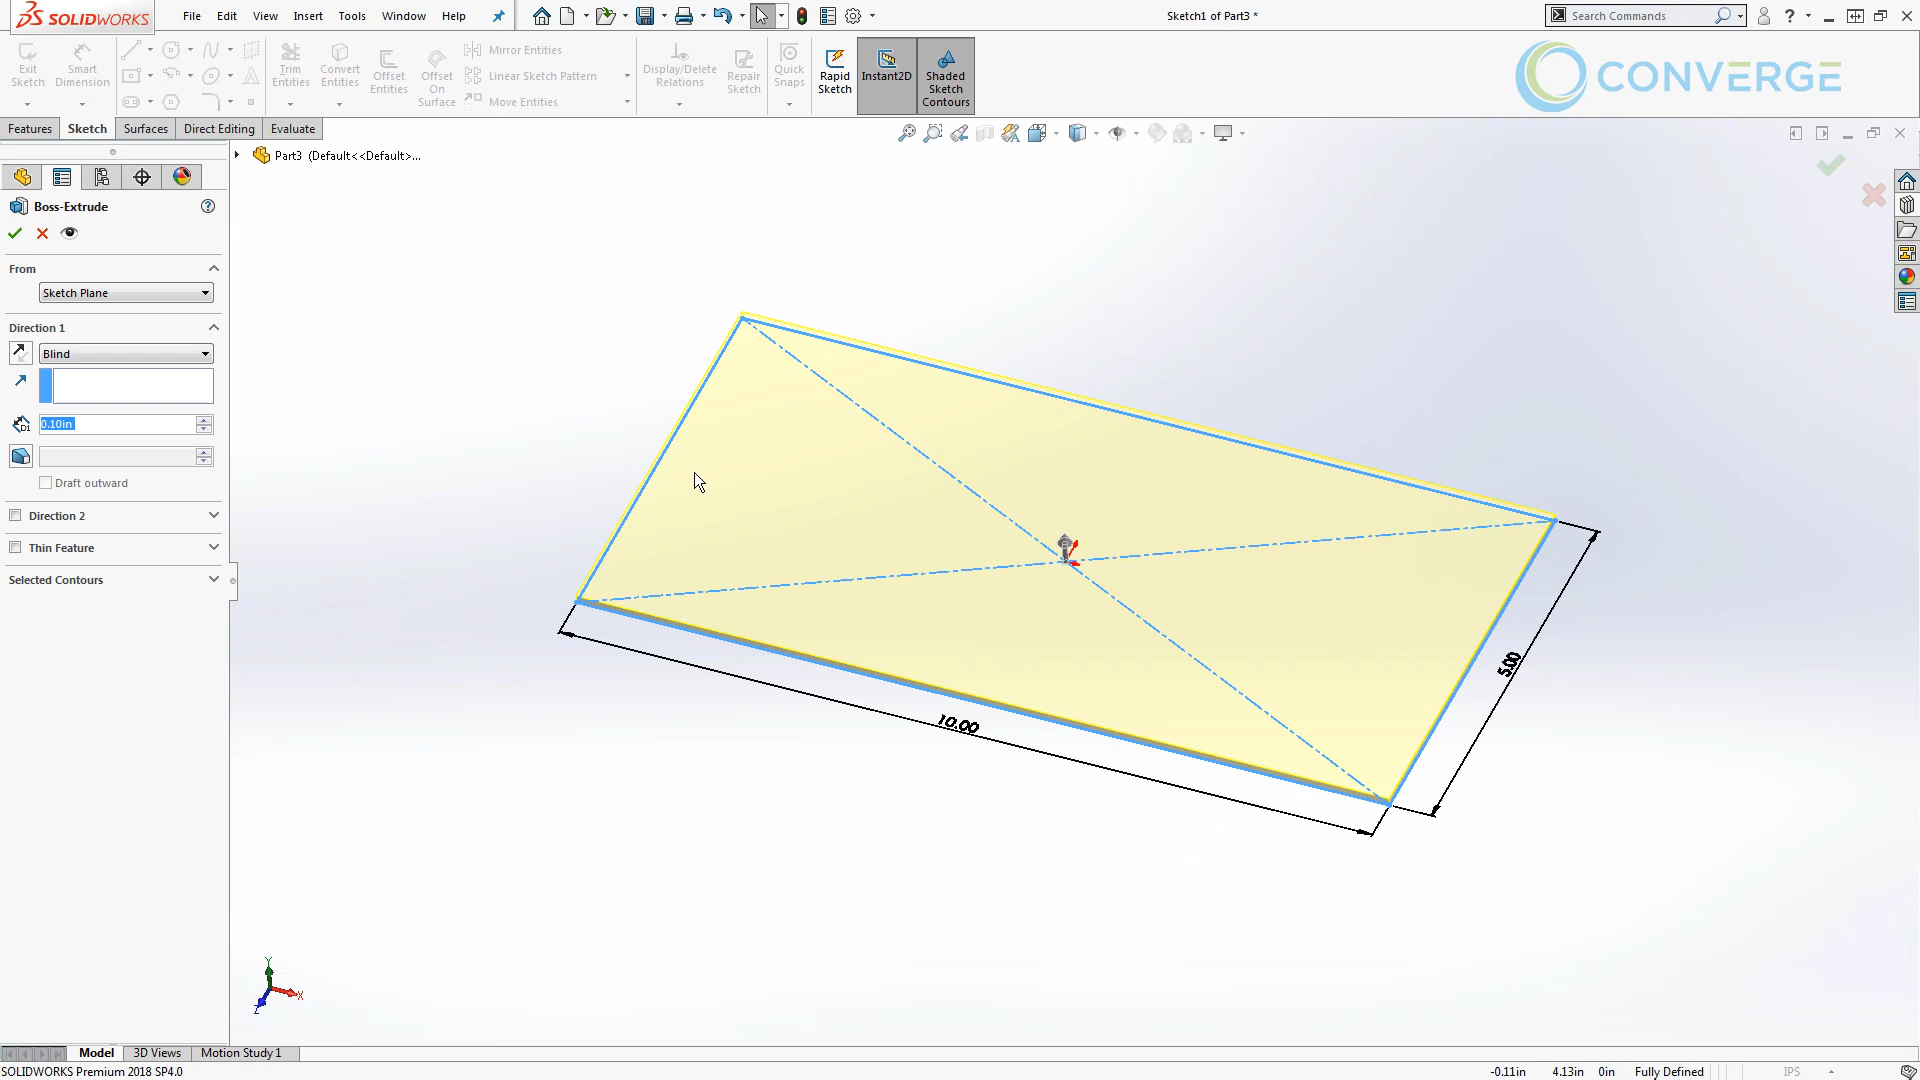 SOLIDWORKS
File Edit View Insert Tools Window Help
Sketch1 of Part3 *
Search Commands
Exit Sketch
Smart Dimension
Trim Entities
Convert Entities
Offset Entities
Offset On Surface
Mirror Entities
Linear Sketch Pattern
Move Entities
Display/Delete Relations
Repair Sketch
Quick Snaps
Rapid Sketch
Instant2D
Shaded Sketch Contours
CONVERGE
Features Sketch Surfaces Direct Editing Evaluate
Part3 (Default<<Default>...
Boss-Extrude
From
Sketch Plane
Direction 1
Blind
D1
0.10in
Draft outward
Direction 2
Thin Feature
Selected Contours
5.00
10.00
Y
X
Z
Model 3D Views Motion Study 1
SOLIDWORKS Premium 2018 SP4.0
-0.11in 4.13in 0in Fully Defined IPS